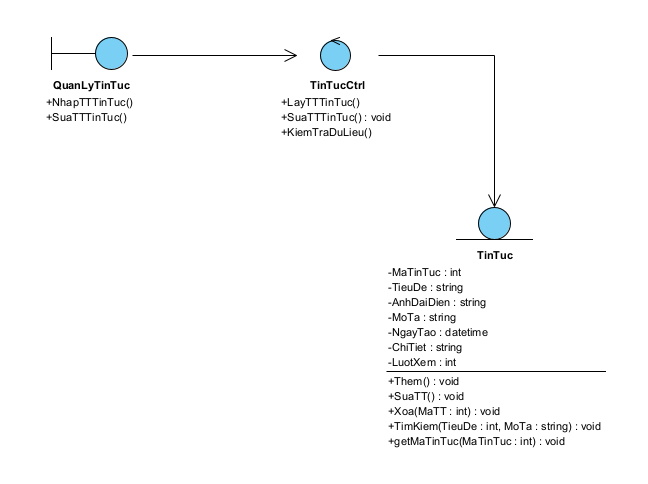 QuanLyTinTuc
+NhapTTTinTuc()
+SuaTTTinTuc()
TinTucCtrl
+LayTTTinTuc()
+SuaTTTinTuc() : void
+KiemTraDuLieu()
TinTuc
-MaTinTuc : int
-TieuDe : string
-AnhDaiDien : string
-MoTa : string
-NgayTao : datetime
-ChiTiet : string
-LuotXem : int
+Them() : void
+SuaTT() : void
+Xoa(MaTT : int) : void
+TimKiem(TieuDe : int, MoTa : string) : void
+getMaTinTuc(MaTinTuc : int) : void